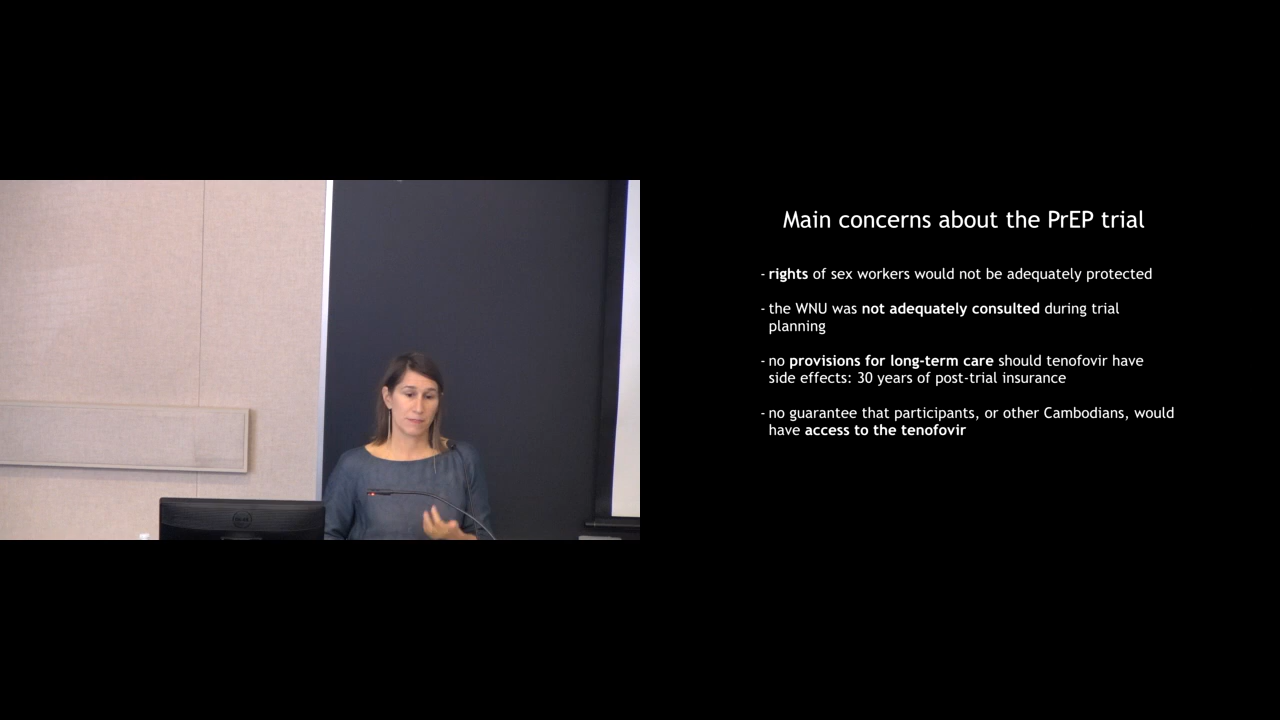 Main concerns about the PrEP trial
- rights of sex workers would not be adequately protected
- the WNU was not adequately consulted during trial
planning
- no provisions for long-term care should tenofovir have
side effects: 30 years of post-trial insurance
- no guarantee that participants, or other Cambodians, would
have access to the tenofovir